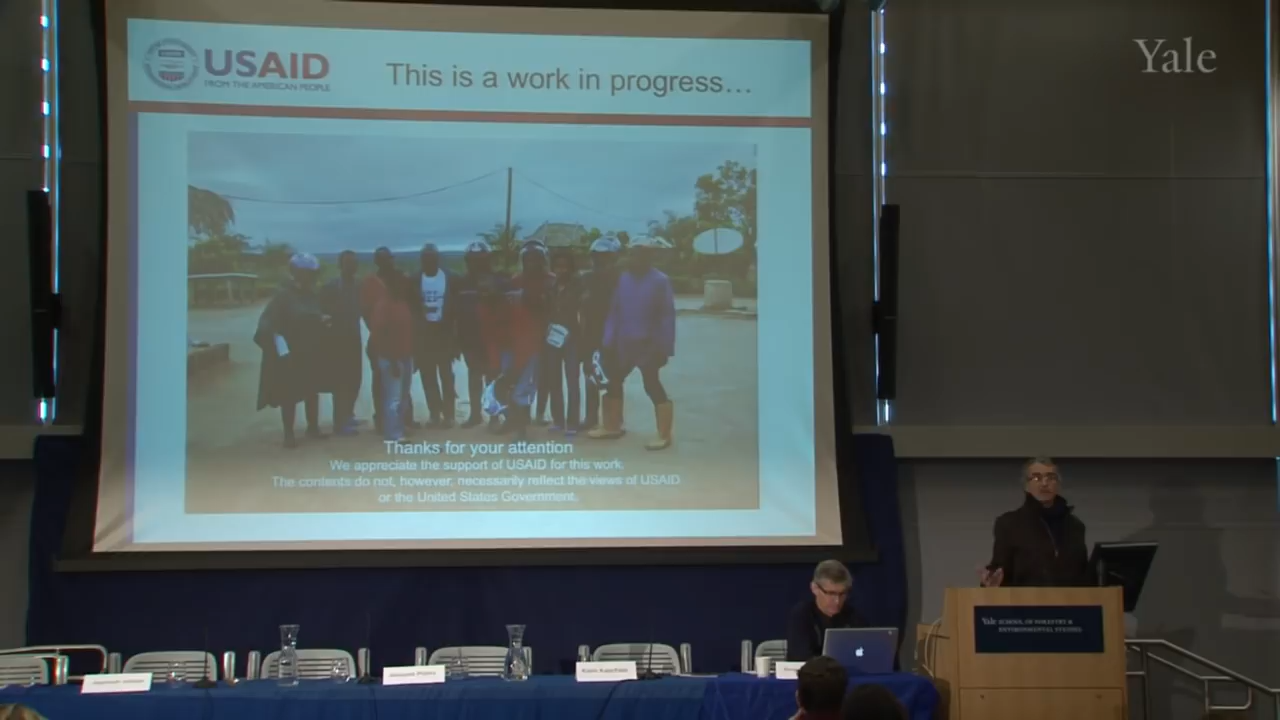 Yale
USAID
FROM THE AMERICAN PEOPLE
This is a work in progress...
Thanks for your attention
We appreciate the support of USAID for this work.
The contents do not, however, necessarily reflect the views of USAID
or the United States Government.
Yale SCHOOL OF FORESTRY &
ENVIRONMENTAL STUDIES